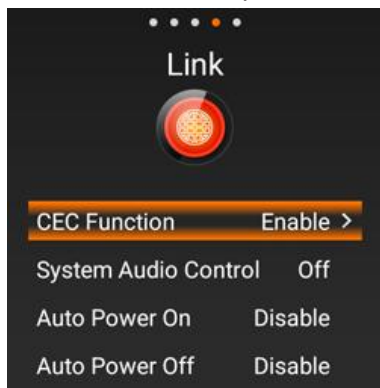 Link
CEC Function Enable >
System Audio Control Off
Auto Power On Disable
Auto Power Off Disable